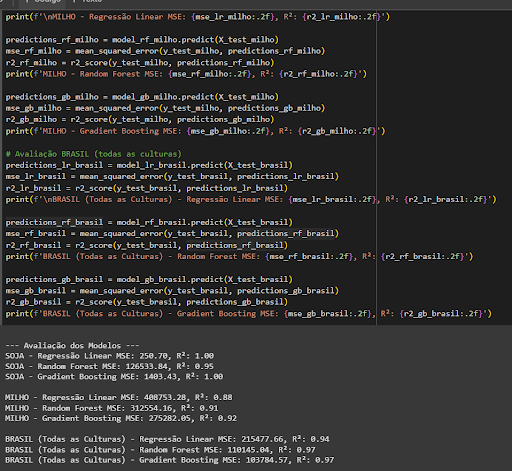 print(f'\nMILHO - Regressão Linear MSE: {mse_lr_milho:.2f}, R²: {r2_lr_milho:.2f}')
predictions_rf_milho = model_rf_milho.predict(X_test_milho)
mse_rf_milho = mean_squared_error(y_test_milho, predictions_rf_milho)
r2_rf_milho = r2_score(y_test_milho, predictions_rf_milho)
print(f'MILHO - Random Forest MSE: {mse_rf_milho:.2f}, R²: {r2_rf_milho:.2f}')
predictions_gb_milho = model_gb_milho.predict(X_test_milho)
mse_gb_milho = mean_squared_error(y_test_milho, predictions_gb_milho)
r2_gb_milho = r2_score(y_test_milho, predictions_gb_milho)
print(f'MILHO - Gradient Boosting MSE: {mse_gb_milho:.2f}, R²: {r2_gb_milho:.2f}')
# Avaliação BRASIL (todas as culturas)
predictions_lr_brasil = model_lr_brasil.predict(X_test_brasil)
mse_lr_brasil = mean_squared_error(y_test_brasil, predictions_lr_brasil)
r2_lr_brasil = r2_score(y_test_brasil, predictions_lr_brasil)
print(f'\nBRASIL (Todas as Culturas) - Regressão Linear MSE: {mse_lr_brasil:.2f}, R²: {r2_lr_brasil:.2f}')
predictions_rf_brasil = model_rf_brasil.predict(X_test_brasil)
mse_rf_brasil = mean_squared_error(y_test_brasil, predictions_rf_brasil)
r2_rf_brasil = r2_score(y_test_brasil, predictions_rf_brasil)
print(f'BRASIL (Todas as Culturas) - Random Forest MSE: {mse_rf_brasil:.2f}, R²: {r2_rf_brasil:.2f}')
predictions_gb_brasil = model_gb_brasil.predict(X_test_brasil)
mse_gb_brasil = mean_squared_error(y_test_brasil, predictions_gb_brasil)
r2_gb_brasil = r2_score(y_test_brasil, predictions_gb_brasil)
print(f'BRASIL (Todas as Culturas) - Gradient Boosting MSE: {mse_gb_brasil:.2f}, R²: {r2_gb_brasil:.2f}')
--- Avaliação dos Modelos ---
SOJA - Regressão Linear MSE: 250.70, R²: 1.00
SOJA - Random Forest MSE: 126533.84, R²: 0.95
SOJA - Gradient Boosting MSE: 1403.43, R²: 1.00
MILHO - Regressão Linear MSE: 408753.28, R²: 0.88
MILHO - Random Forest MSE: 312554.16, R²: 0.91
MILHO - Gradient Boosting MSE: 275282.05, R²: 0.92
BRASIL (Todas as Culturas) - Regressão Linear MSE: 215477.66, R²: 0.94
BRASIL (Todas as Culturas) - Random Forest MSE: 110145.04, R²: 0.97
BRASIL (Todas as Culturas) - Gradient Boosting MSE: 103784.57, R²: 0.97